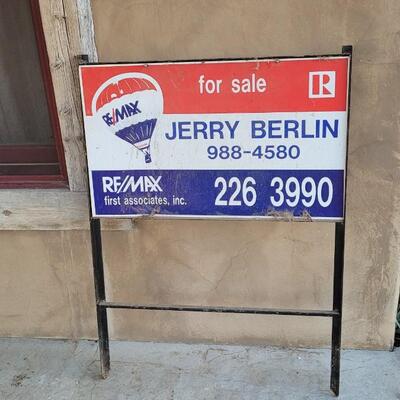 for sale
R
RE/MAX
JERRY BERLIN
988-4580
RE/MAX
first associates, inc.
226 3990